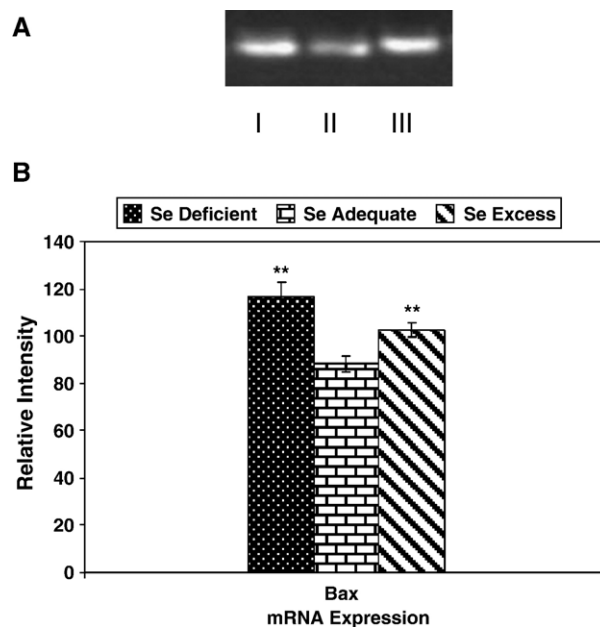 A
I II III
B
Se Deficient Se Adequate Se Excess
140
120
100
80
60
40
20
0
Relative Intensity
**
**
Bax
mRNA Expression